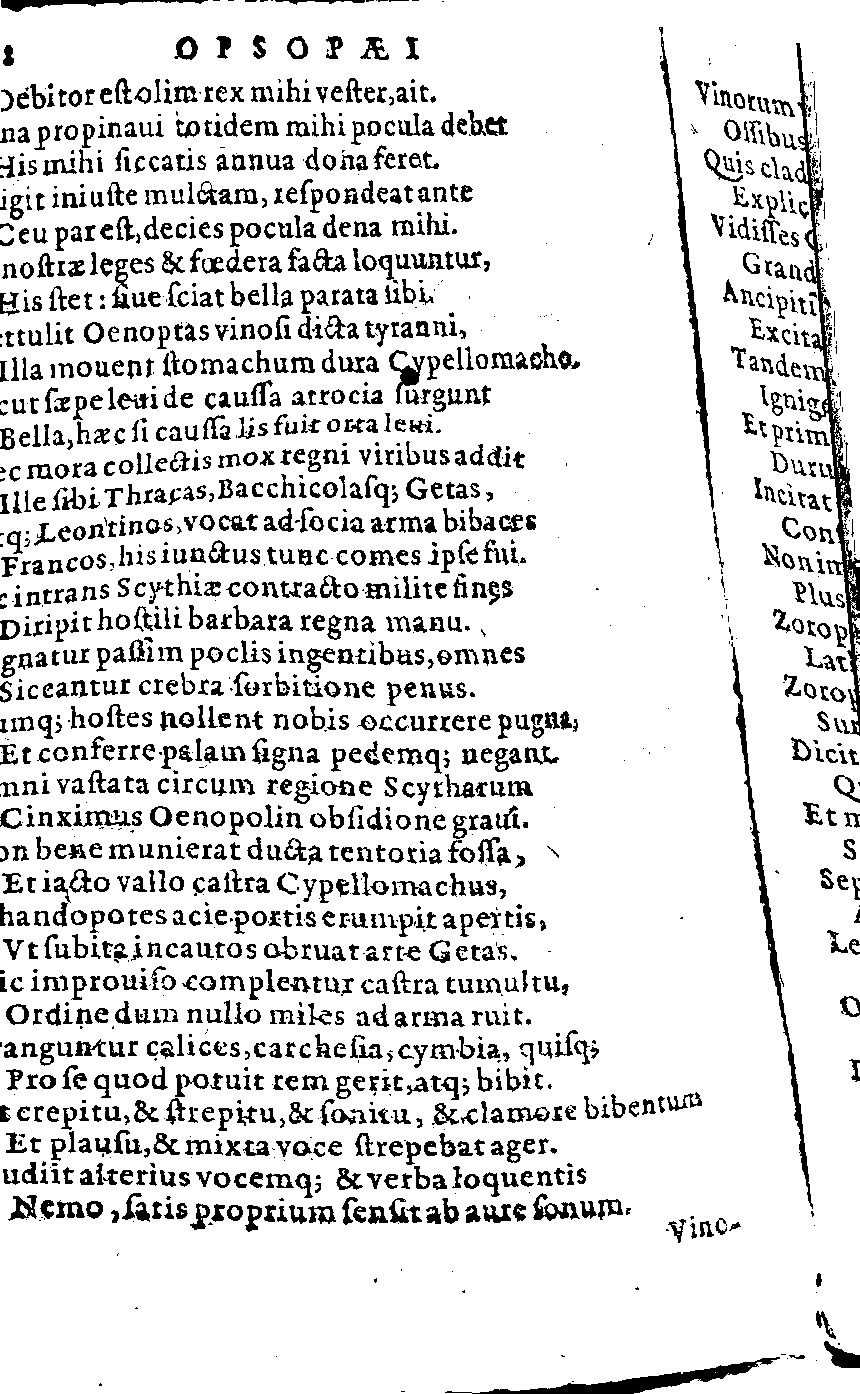 8 OPSOPÆI
Debitor est olim rex mihi vester, ait.
na propinaui totidem mihi pocula debet
His mihi siccatis annua dona feret.
igit iniuste mulctam, respondeat ante
Ceu par est, decies pocula dena mihi.
nostræ leges & fœdera facta loquuntur,
His stet: siue sciat bella parata sibi.
ettulit Oenoptas vinosi dicta tyranni,
Illa mouent stomachum dura Cypellomacho.
cut sæpe leui de caussa atrocia surgunt
Bella, hæc si caussa lis fuit orta leui.
ec mora collectis mox regni viribus addit
Ille sibi Thraças, Bacchicolasq; Getas,
tq; Leontinos, vocat ad socia arma bibaces
Francos, his iunctus tunc comes ipse fui.
c intrans Scythiæ contracto milite fines
Diripit hostili barbara regna manu.
gnatur passim poclis ingentibus, omnes
Siccantur crebra sorbitione penus.
umq; hostes nollent nobis occurrere pugna,
Et conferre palam signa pedemq; negant.
mni vastata circum regione Scytharum
Cinximus Oenopolin obsidione graui.
on bene munierat ducta tentoria fossa,
Et iacto vallo castra Cypellomachus,
handopotes acie portis erumpit apertis,
Vt subita incautos obruat arte Getas.
ic improuiso complentur castra tumultu,
Ordine dum nullo miles ad arma ruit.
ranguntur calices, carchesia, cymbia, quisq;
Pro se quod potuit rem gerit, atq; bibit.
t crepitu, & strepitu, & sonitu, & clamore bibentum
Et plausu, & mixta voce strepebat ager.
udiit alterius vocemq; & verba loquentis
Nemo, satis proprium sensit ab aure sonum.
Vino-
Vinorum
Ossibus
Quis clad
Explic
Vidisses
Grand
Ancipiti
Excita
Tandem
Ignige
Et prim
Duru
Incitat
Con
Non im
Plus
Zorop
Lat
Zorop
Sum
Dicit
Q
Et m
S
Sep
Le